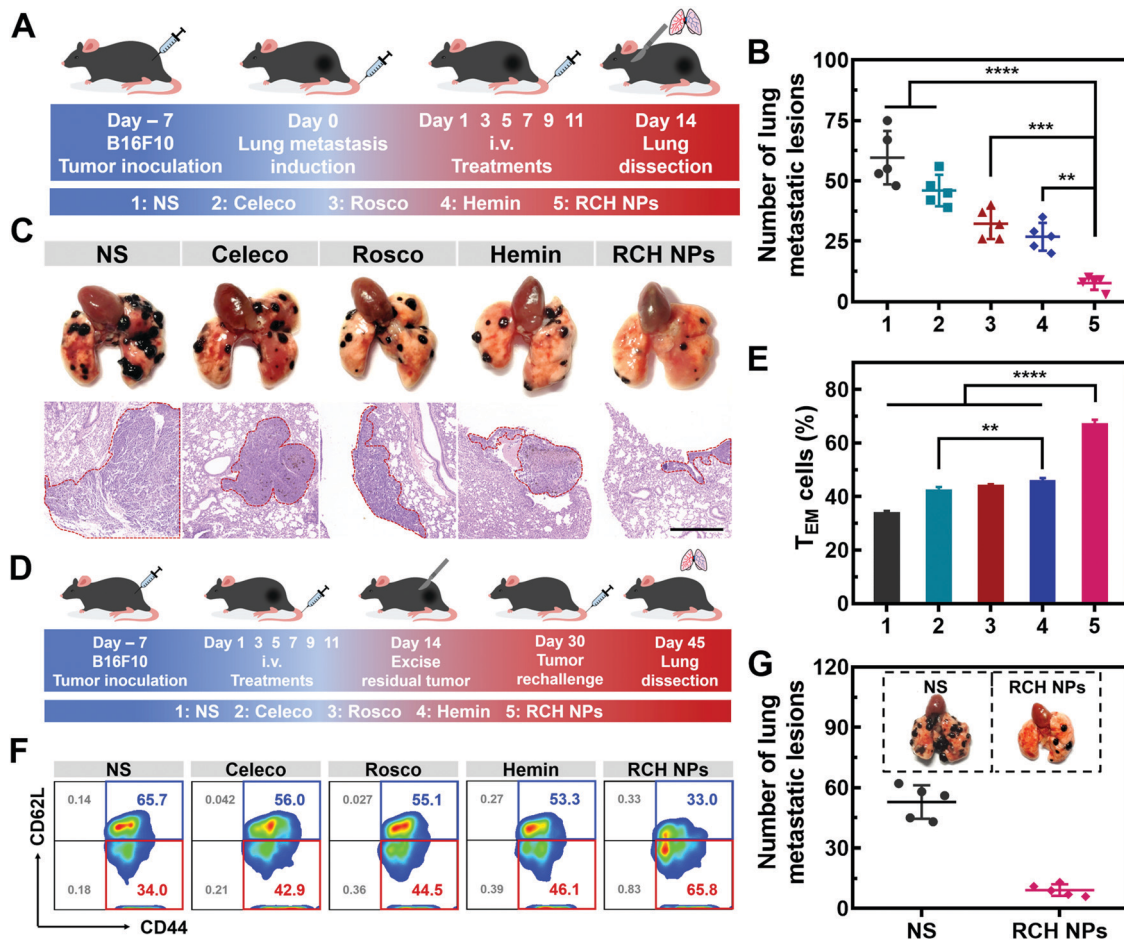 A
Day – 7
B16F10
Tumor inoculation
Day 0
Lung metastasis
induction
Day 1 3 5 7 9 11
i.v.
Treatments
Day 14
Lung
dissection
1: NS 2: Celeco 3: Rosco 4: Hemin 5: RCH NPs
B
Number of lung
metastatic lesions
100
75
50
25
0
****
***
**
1 2 3 4 5
C
NS Celeco Rosco Hemin RCH NPs
D
Day – 7
B16F10
Tumor inoculation
Day 1 3 5 7 9 11
i.v.
Treatments
Day 14
Excise
residual tumor
Day 30
Tumor
rechallenge
Day 45
Lung
dissection
1: NS 2: Celeco 3: Rosco 4: Hemin 5: RCH NPs
E
TEM cells (%)
80
60
40
20
0
****
**
1 2 3 4 5
F
CD62L
CD44
NS Celeco Rosco Hemin RCH NPs
0.14 65.7 0.042 56.0 0.027 55.1 0.27 53.3 0.33 33.0
0.18 34.0 0.21 42.9 0.36 44.5 0.39 46.1 0.83 65.8
G
Number of lung
metastatic lesions
120
90
60
30
0
NS RCH NPs
NS RCH NPs